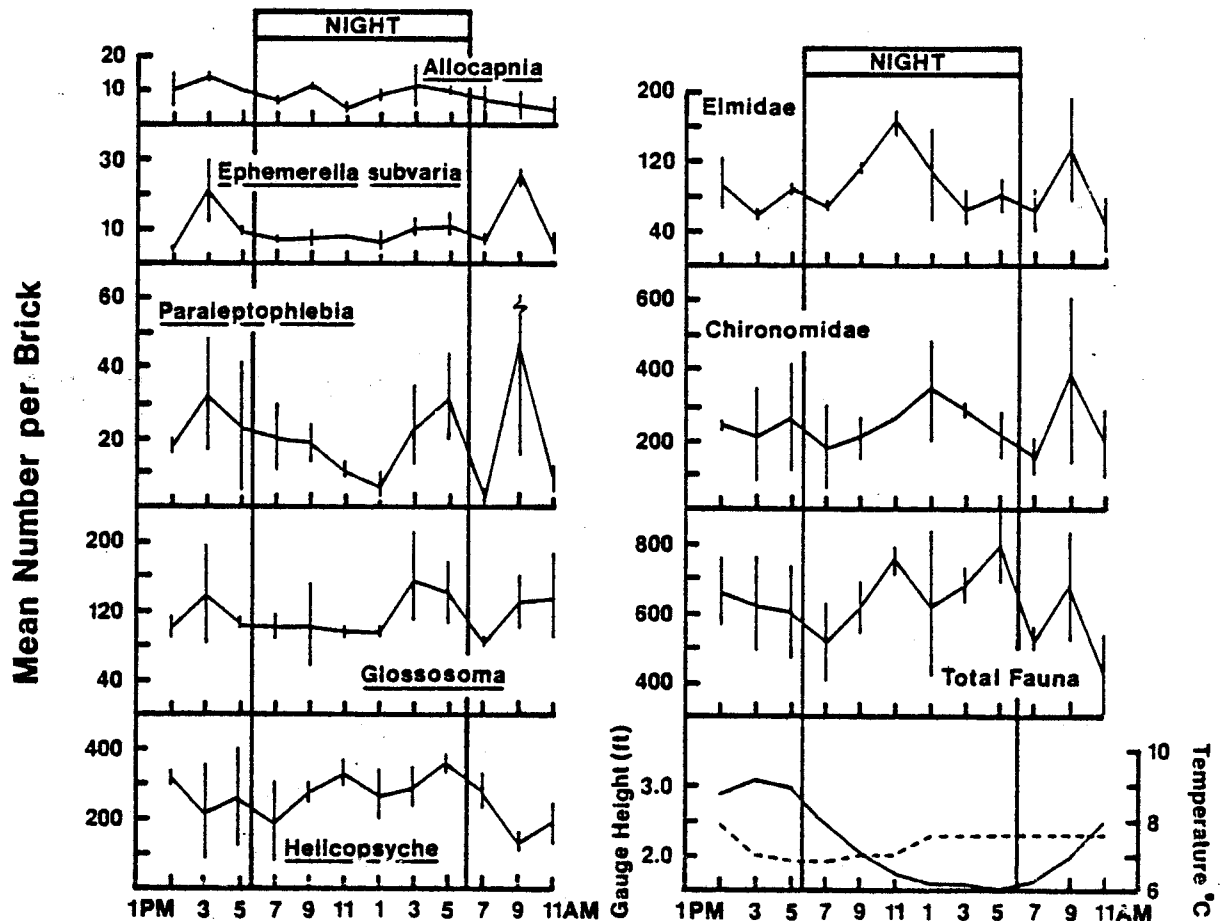 Mean Number per Brick
NIGHT
20
10
Allocapnia
30
10
Ephemerella subvaria
60
40
20
Paraleptophlebia
200
120
40
Glossosoma
400
200
Helicopsyche
1PM 3 5 7 9 11 1 3 5 7 9 11AM
NIGHT
200
120
40
Elmidae
600
400
200
Chironomidae
800
600
400
Total Fauna
Gauge Height (ft)
3.0
2.0
10
8
6
Temperature °C
1PM 3 5 7 9 11 1 3 5 7 9 11AM